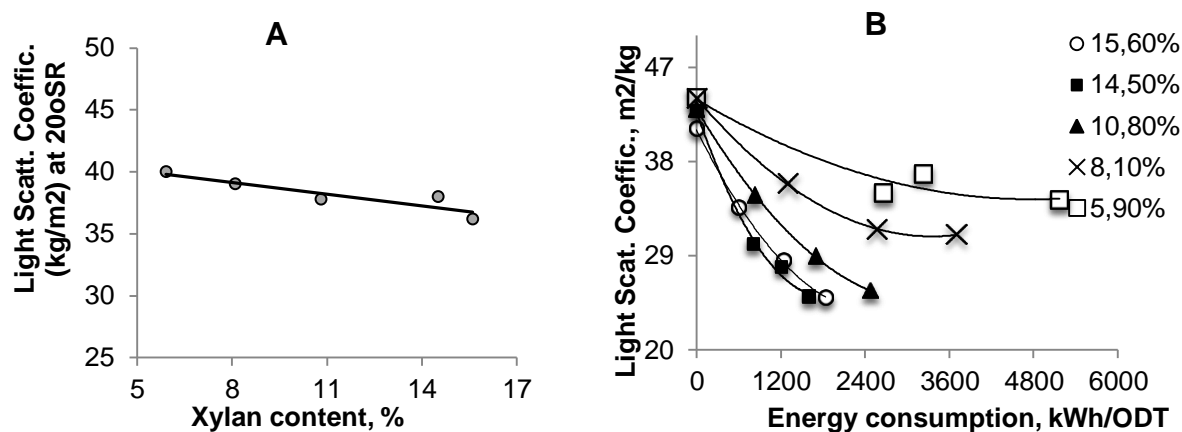 A
Light Scatt. Coeffic.
(kg/m2) at 20oSR
50
45
40
35
30
25
5 8 11 14 17
Xylan content, %
B
Light Scat. Coeffic., m2/kg
47
38
29
20
0 1200 2400 3600 4800 6000
Energy consumption, kWh/ODT
15,60%
14,50%
10,80%
8,10%
5,90%